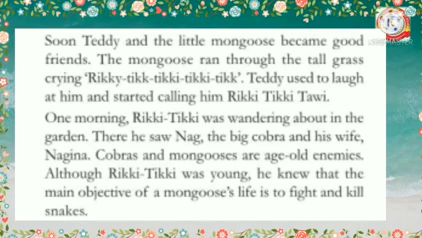 Soon Teddy and the little mongoose became good
friends. The mongoose ran through the tall grass
crying ‘Rikky-tikk-tikki-tikki-tikk’. Teddy used to laugh
at him and started calling him Rikki Tikki Tawi.
One morning, Rikki-Tikki was wandering about in the
garden. There he saw Nag, the big cobra and his wife,
Nagina. Cobras and mongooses are age-old enemies.
Although Rikki-Tikki was young, he knew that the
main objective of a mongoose’s life is to fight and kill
snakes.